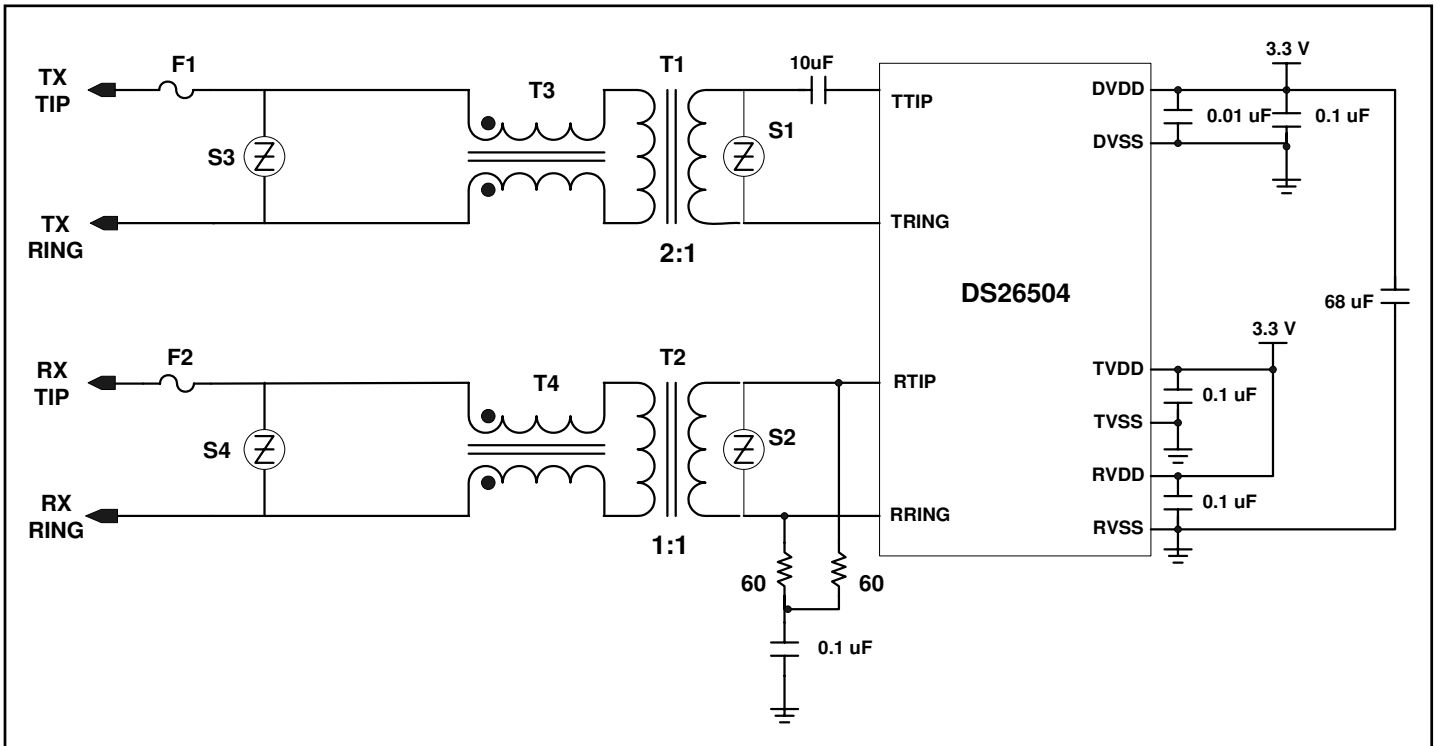 TX
TIP
F1
T3
T1
10uF
S3
S1
TX
RING
2:1
TTIP
TRING
DS26504
DVDD
DVSS
3.3 V
0.01 uF
0.1 uF
68 uF
RX
TIP
F2
T4
T2
S4
S2
RX
RING
1:1
RTIP
RRING
60
60
0.1 uF
3.3 V
TVDD
0.1 uF
TVSS
RVDD
0.1 uF
RVSS